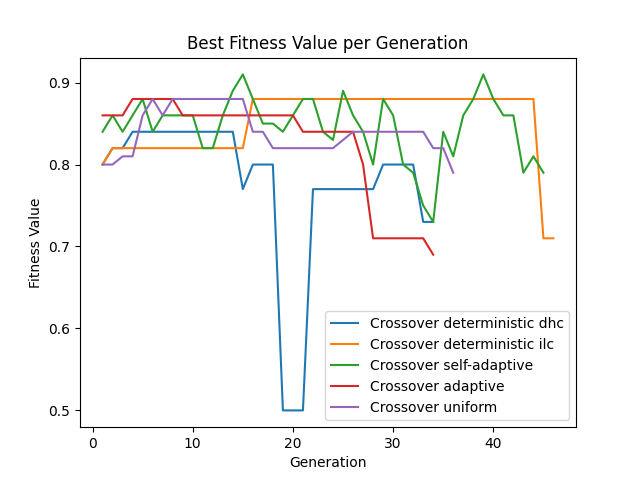 Best Fitness Value per Generation
Fitness Value
0.9
0.8
0.7
0.6
0.5
0
10
20
30
40
Generation
Crossover deterministic dhc
Crossover deterministic ilc
Crossover self-adaptive
Crossover adaptive
Crossover uniform